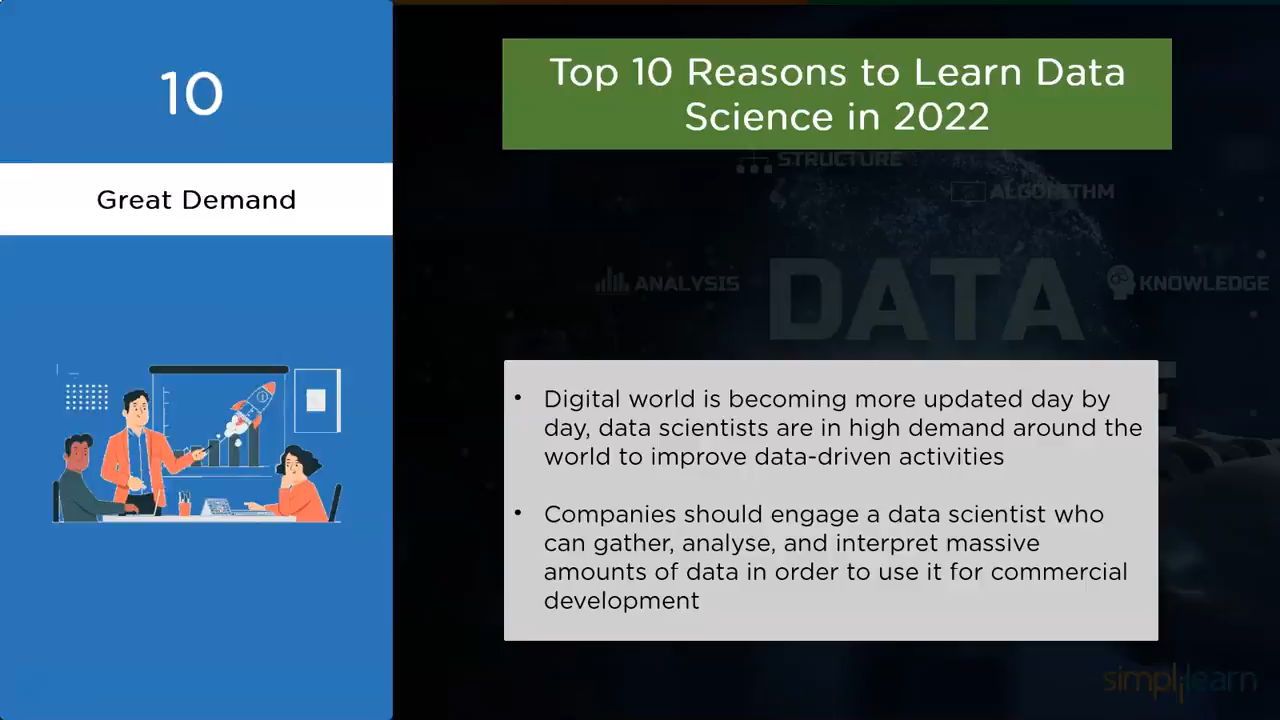 10
Great Demand
Top 10 Reasons to Learn Data
Science in 2022
STRUCTURE
ALGORITHM
ANALYSIS
DATA
KNOWLEDGE
• Digital world is becoming more updated day by
day, data scientists are in high demand around the
world to improve data-driven activities
• Companies should engage a data scientist who
can gather, analyse, and interpret massive
amounts of data in order to use it for commercial
development
simplilearn